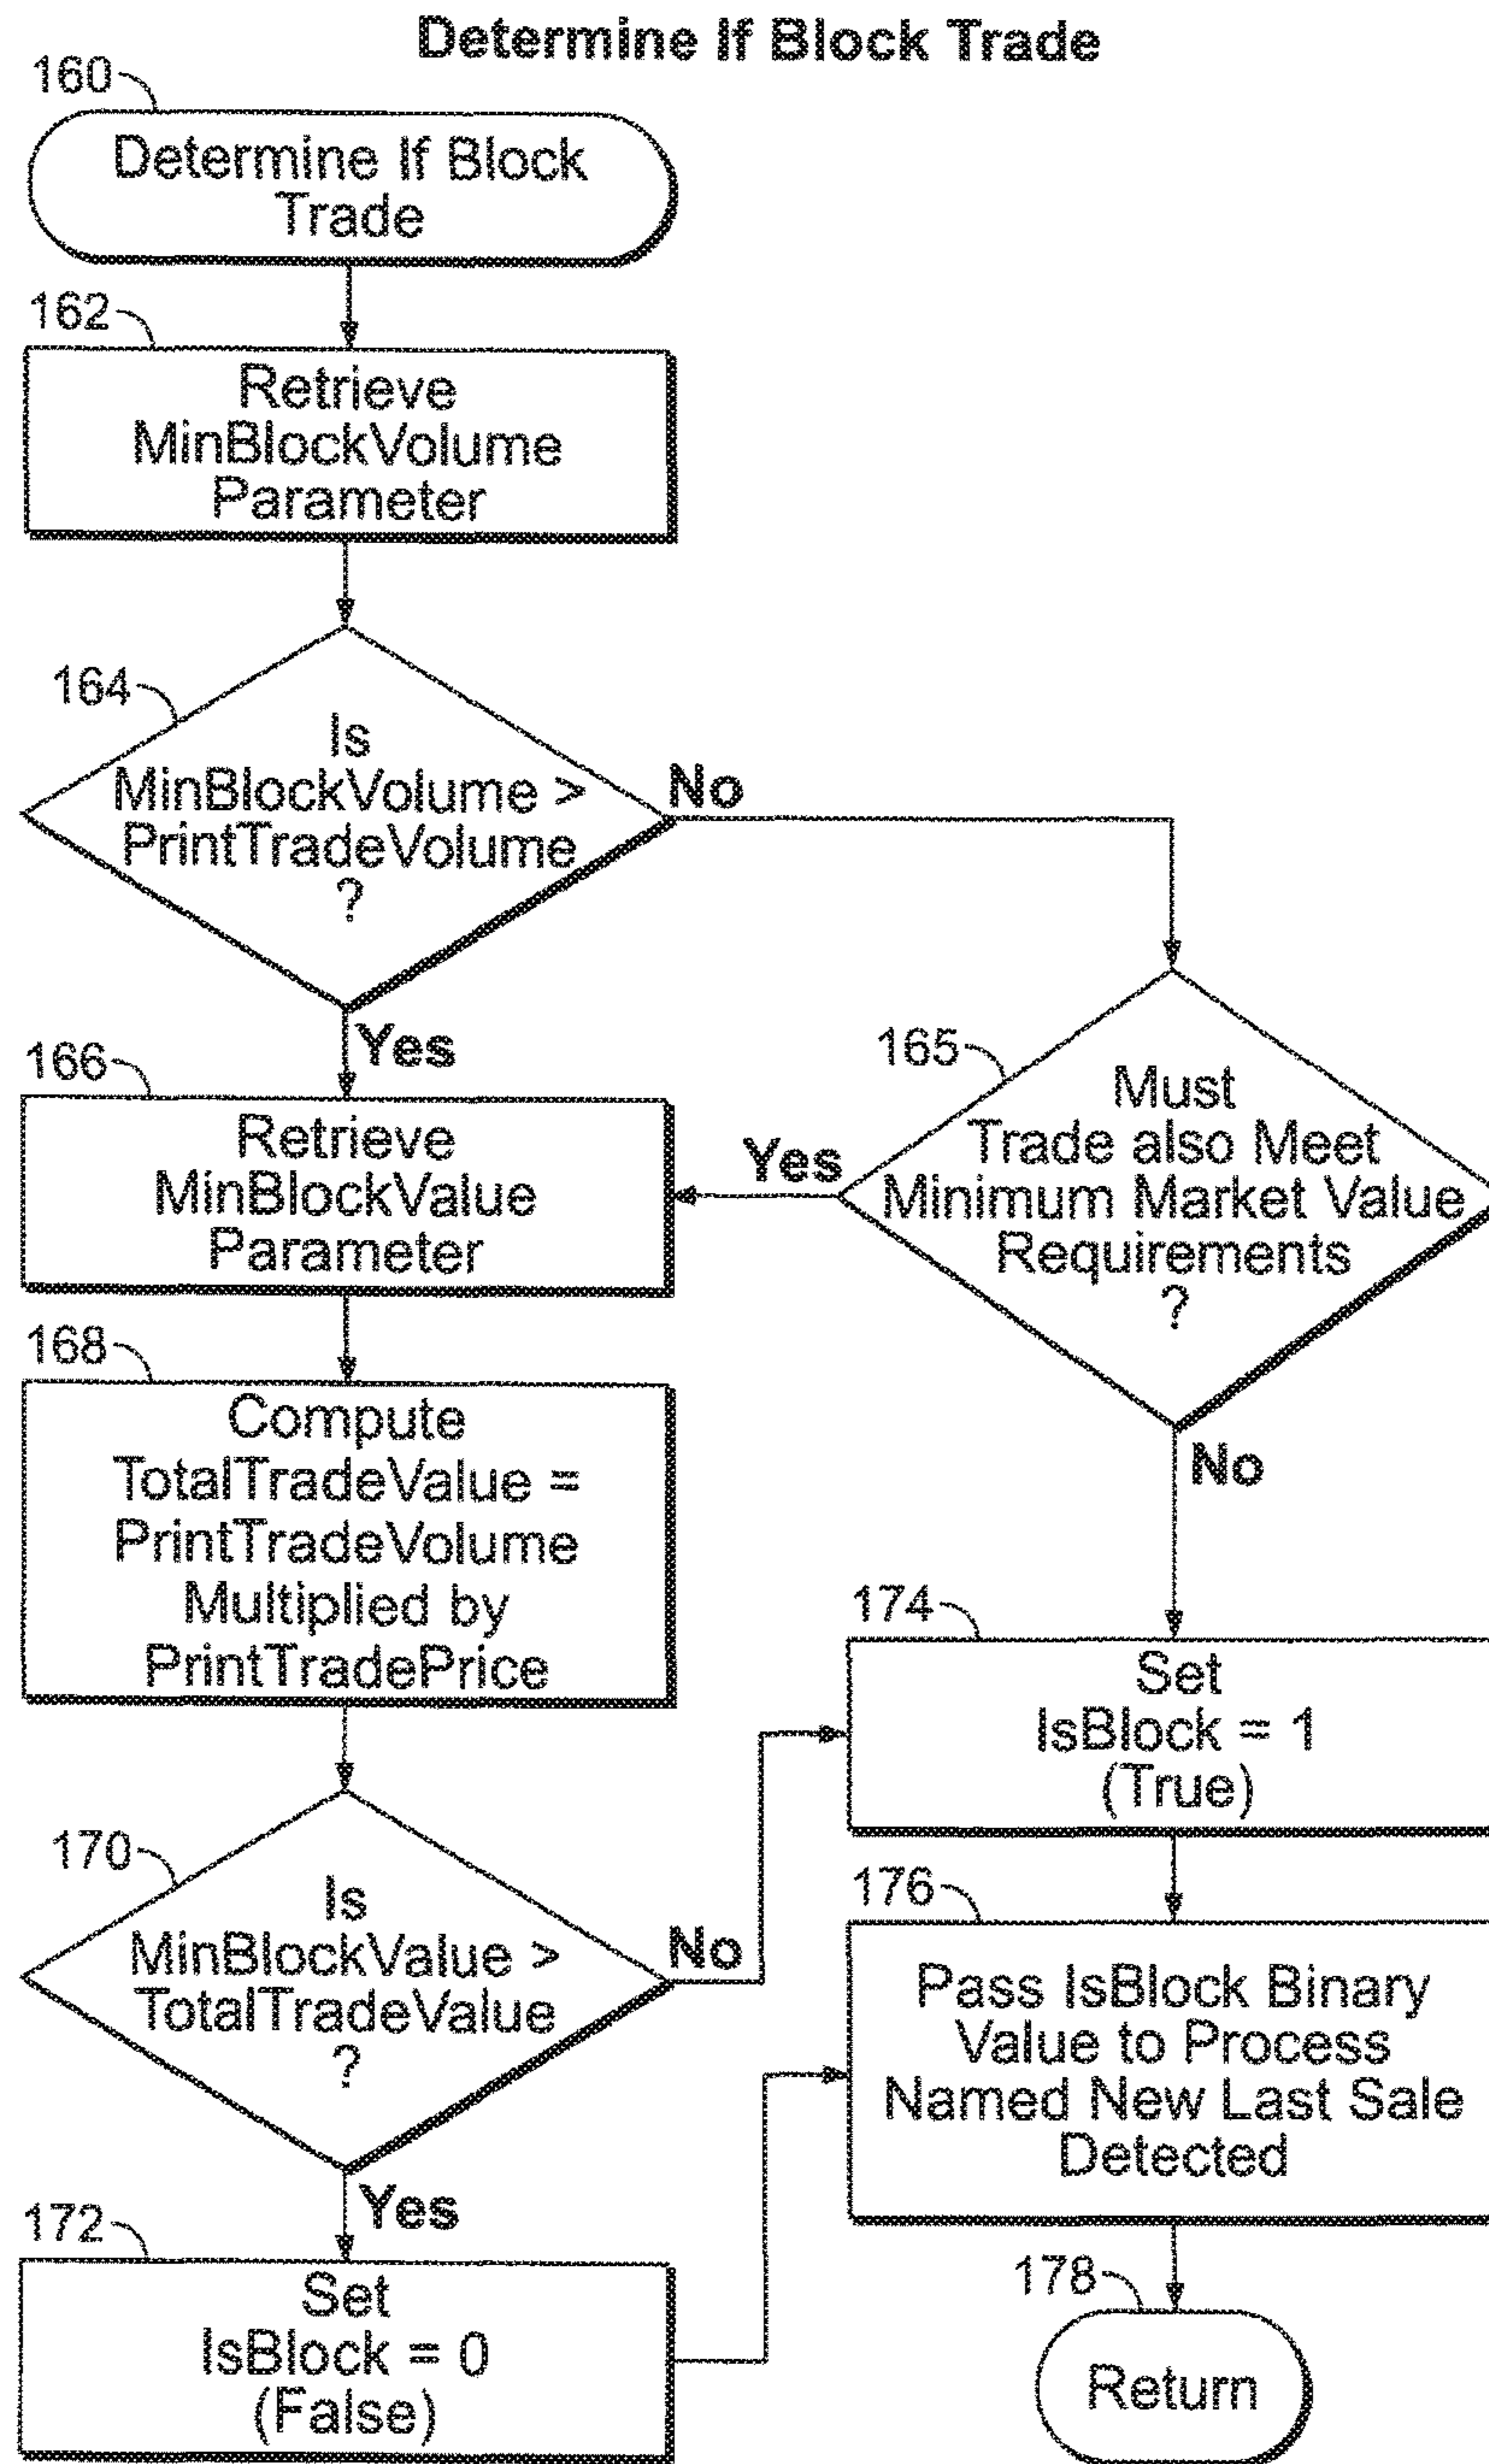 Determine If Block Trade
160
Determine If Block
Trade
162
Retrieve
MinBlockVolume
Parameter
164
Is
MinBlockVolume >
PrintTradeVolume
?
No
Yes
165
Must
Trade also Meet
Minimum Market Value
Requirements
?
Yes
No
166
Retrieve
MinBlockValue
Parameter
168
Compute
TotalTradeValue =
PrintTradeVolume
Multiplied by
PrintTradePrice
170
Is
MinBlockValue >
TotalTradeValue
?
No
Yes
172
Set
IsBlock = 0
(False)
174
Set
IsBlock = 1
(True)
176
Pass IsBlock Binary
Value to Process
Named New Last Sale
Detected
178
Return